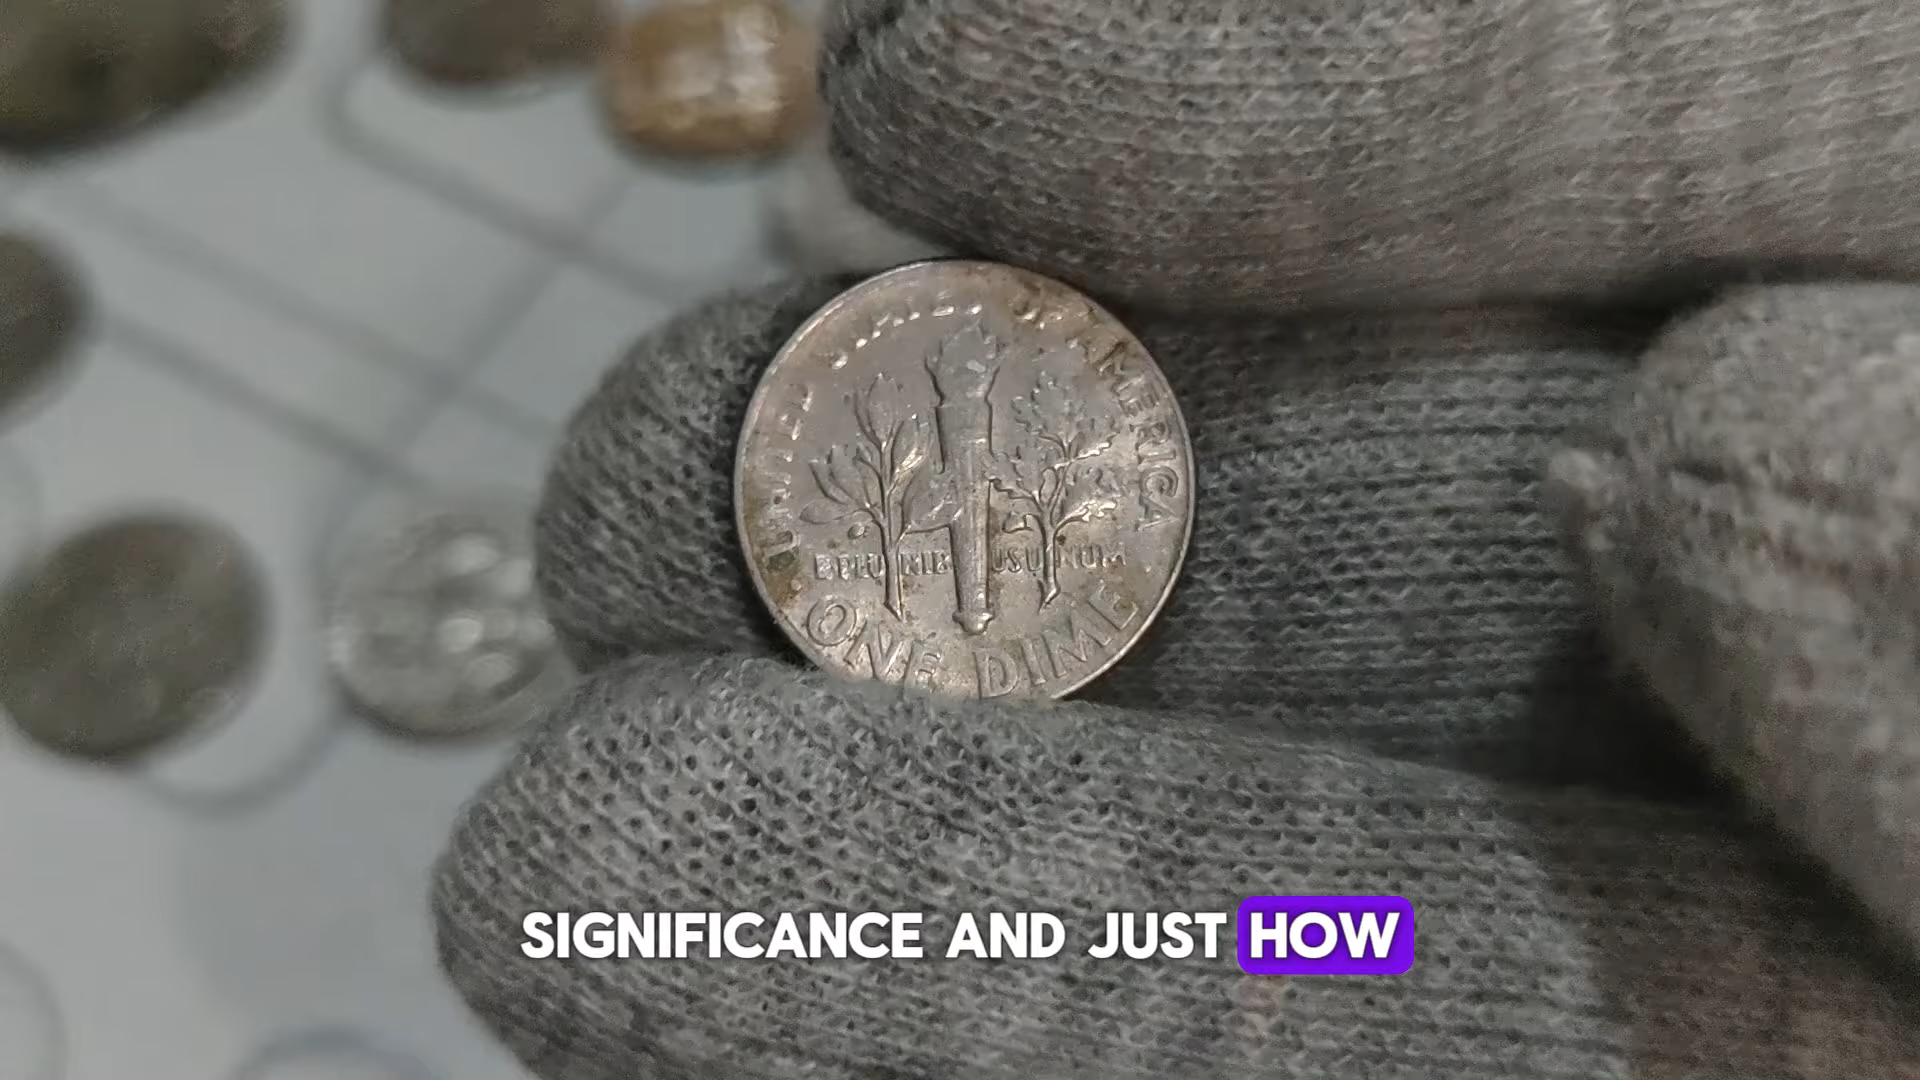 UNITED STATES OF AMERICA
E PLURIBUS UNUM
ONE DIME
SIGNIFICANCE AND JUST HOW